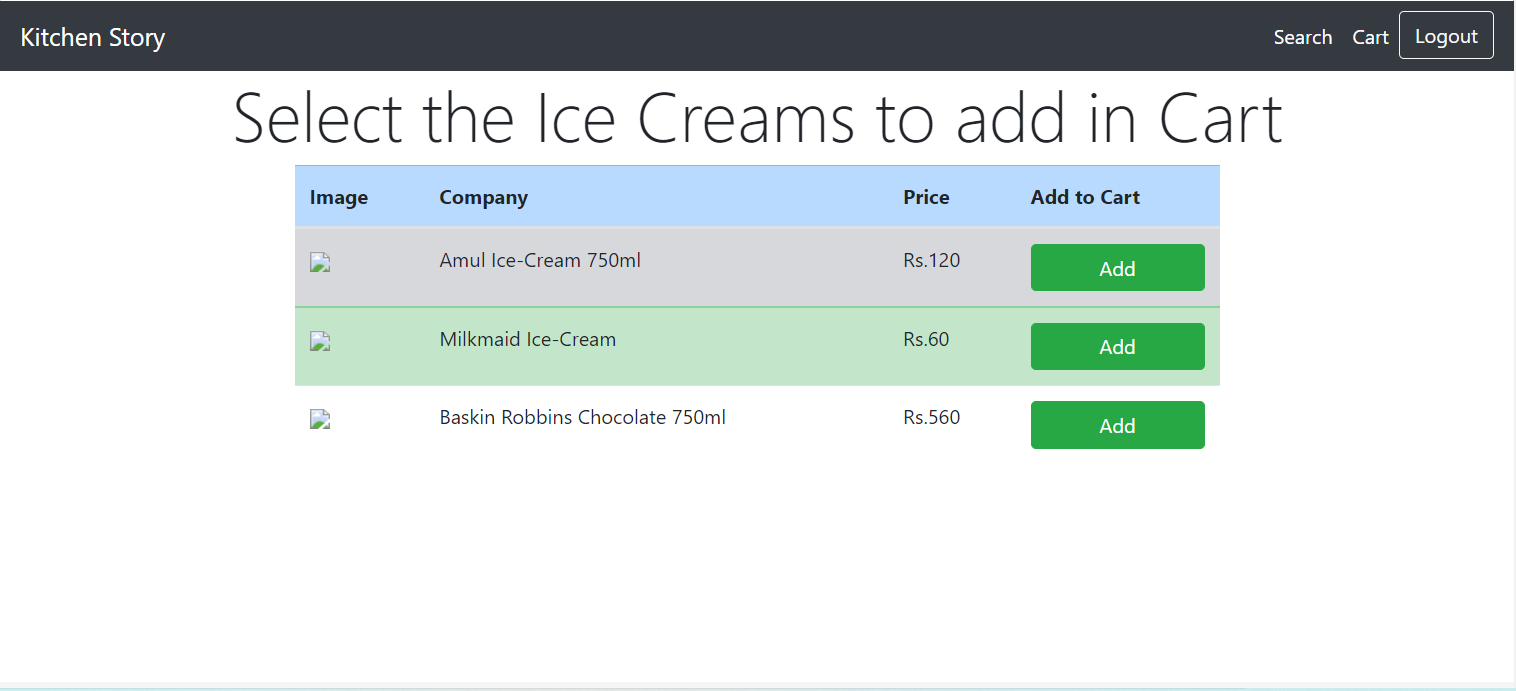 Kitchen Story Search Cart Logout
Select the Ice Creams to add in Cart
Image Company Price Add to Cart
Amul Ice-Cream 750ml Rs.120 Add
Milkmaid Ice-Cream Rs.60 Add
Baskin Robbins Chocolate 750ml Rs.560 Add